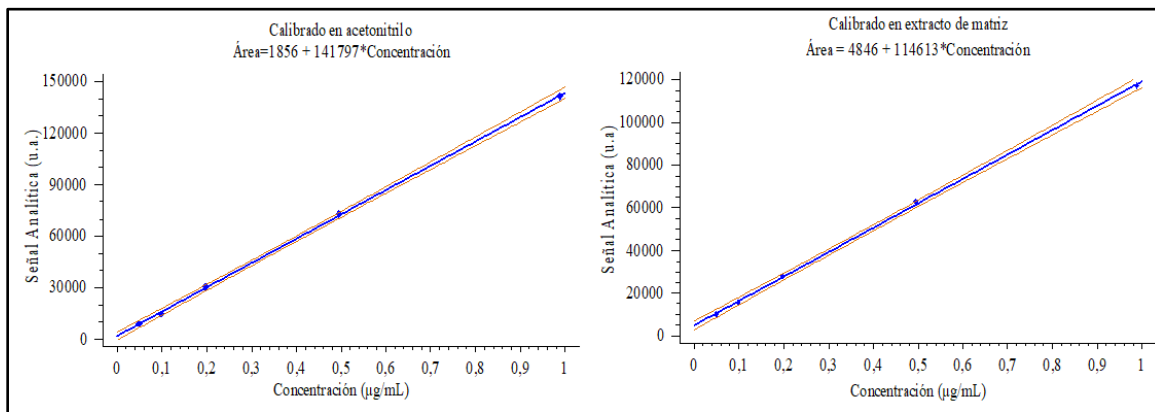 Calibrado en acetonitrilo
Área=1856 + 141797*Concentración
Señal Analítica (u.a.)
150000
120000
90000
60000
30000
0
0 0,1 0,2 0,3 0,4 0,5 0,6 0,7 0,8 0,9 1
Concentración (µg/mL)
Calibrado en extracto de matriz
Área = 4846 + 114613*Concentración
Señal Analítica (u.a)
120000
100000
80000
60000
40000
20000
0
0 0,1 0,2 0,3 0,4 0,5 0,6 0,7 0,8 0,9 1
Concentración (µg/mL)